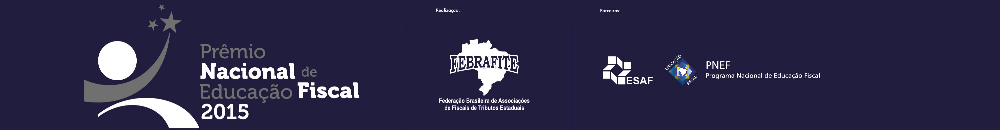 Prêmio
Nacional de
Educação Fiscal
2015
Realização:
FEBRAFITE
Federação Brasileira de Associações
de Fiscais de Tributos Estaduais
Parceiros:
ESAF
EDUCAÇÃO
FISCAL
PNEF
Programa Nacional de Educação Fiscal